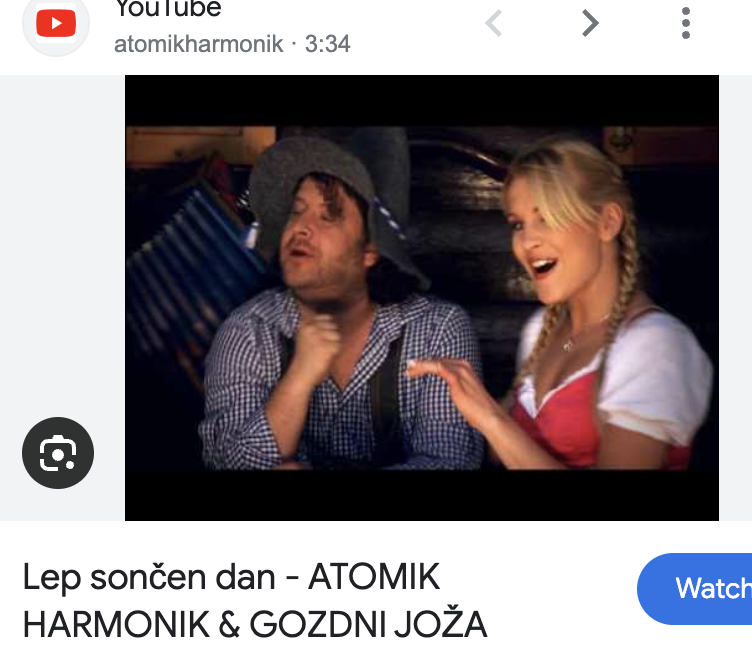 YouTube
atomikharmonik · 3:34
Lep sončen dan - ATOMIK
HARMONIK & GOZDNI JOŽA
Watch